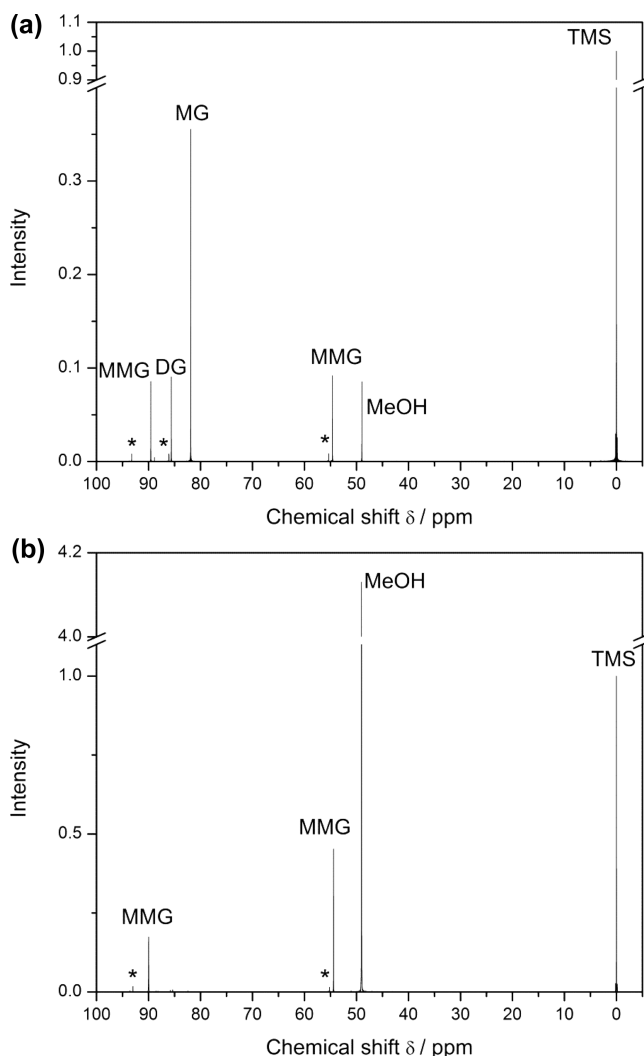 (a)
1.1
1.0
0.9
TMS
MG
0.3
Intensity
0.2
MMG
DG
MMG
0.1
MeOH
* * *
0.0
100 90 80 70 60 50 40 30 20 10 0
Chemical shift δ / ppm
(b)
4.2
MeOH
4.0
TMS
1.0
Intensity
MMG
0.5
MMG
* *
0.0
100 90 80 70 60 50 40 30 20 10 0
Chemical shift δ / ppm